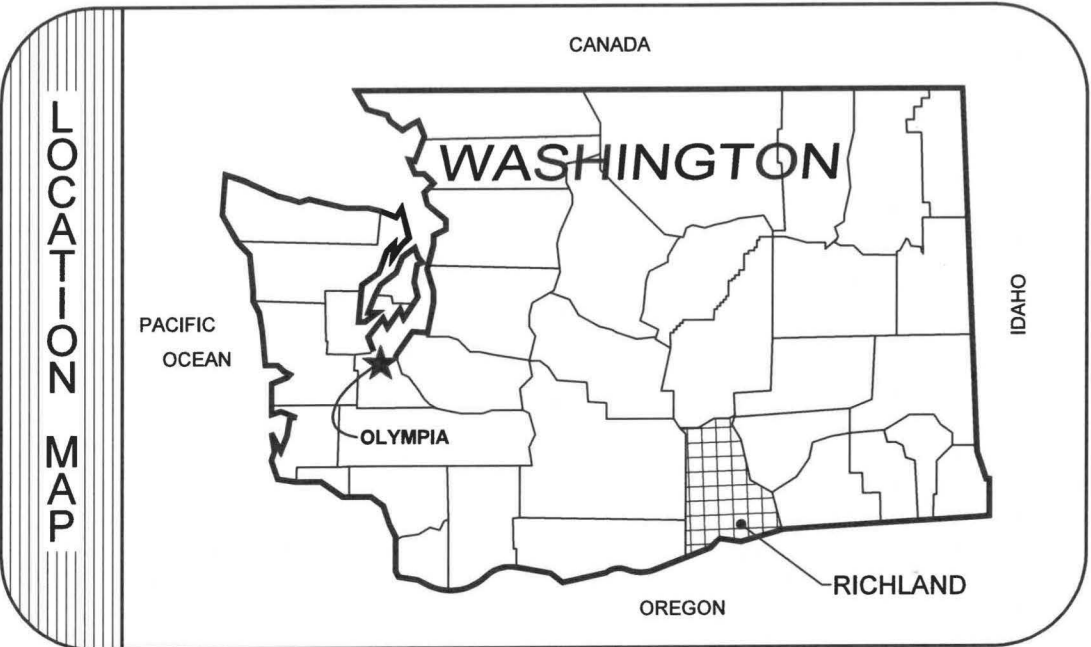 LOCATION MAP
CANADA
WASHINGTON
PACIFIC
OCEAN
IDAHO
OLYMPIA
RICHLAND
OREGON